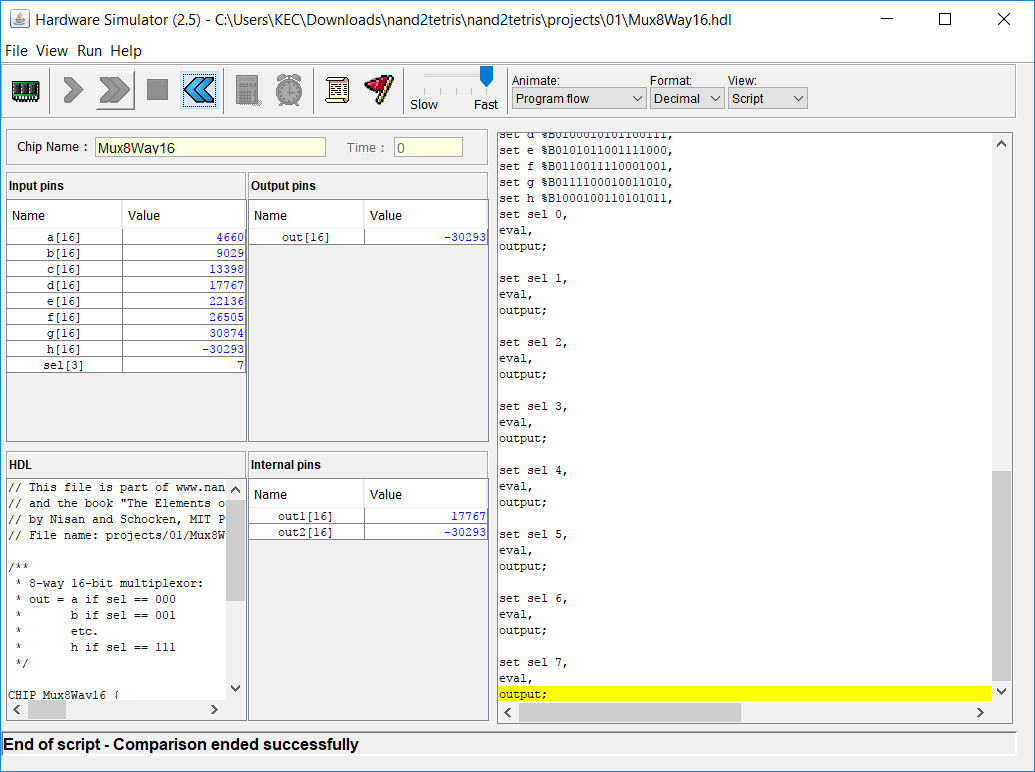 Hardware Simulator (2.5) - C:\Users\KEC\Downloads\nand2tetris\nand2tetris\projects\01\Mux8Way16.hdl
File View Run Help
Slow Fast
Animate: Format: View:
Program flow Decimal Script
Chip Name : Mux8Way16 Time : 0
Input pins
Name Value
a[16] 4660
b[16] 9029
c[16] 13398
d[16] 17767
e[16] 22136
f[16] 26505
g[16] 30874
h[16] -30293
sel[3] 7
Output pins
Name Value
out[16] -30293
HDL
// This file is part of www.nan
// and the book "The Elements o
// by Nisan and Schocken, MIT P
// File name: projects/01/Mux8W
/**
* 8-way 16-bit multiplexor:
* out = a if sel == 000
* b if sel == 001
* etc.
* h if sel == 111
*/
CHIP Mux8Way16 {
Internal pins
Name Value
out1[16] 17767
out2[16] -30293
set d %B0100010101100111,
set e %B0101011001111000,
set f %B0110011110001001,
set g %B0111100010011010,
set h %B1000100110101011,
set sel 0,
eval,
output;
set sel 1,
eval,
output;
set sel 2,
eval,
output;
set sel 3,
eval,
output;
set sel 4,
eval,
output;
set sel 5,
eval,
output;
set sel 6,
eval,
output;
set sel 7,
eval,
output;
End of script - Comparison ended successfully